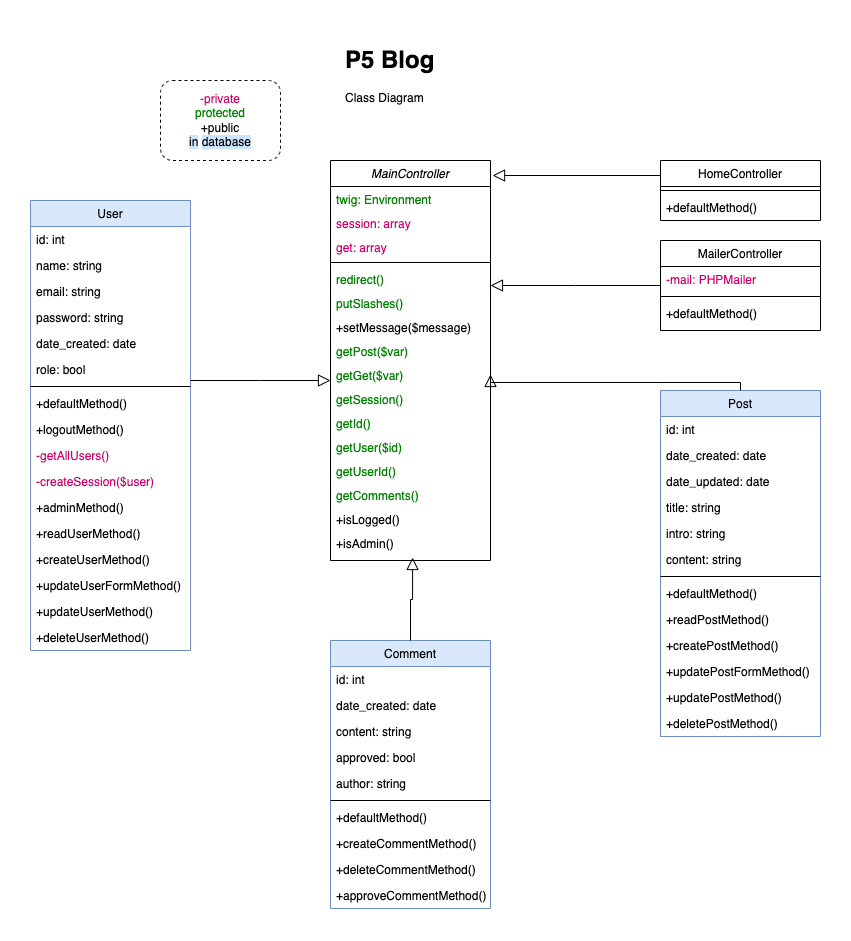 P5 Blog
Class Diagram
-private
protected
+public
in database
MainController
twig: Environment
session: array
get: array
redirect()
putSlashes()
+setMessage($message)
getPost($var)
getGet($var)
getSession()
getId()
getUser($id)
getUserId()
getComments()
+isLogged()
+isAdmin()
HomeController
+defaultMethod()
MailerController
-mail: PHPMailer
+defaultMethod()
User
id: int
name: string
email: string
password: string
date_created: date
role: bool
+defaultMethod()
+logoutMethod()
-getAllUsers()
-createSession($user)
+adminMethod()
+readUserMethod()
+createUserMethod()
+updateUserFormMethod()
+updateUserMethod()
+deleteUserMethod()
Post
id: int
date_created: date
date_updated: date
title: string
intro: string
content: string
+defaultMethod()
+readPostMethod()
+createPostMethod()
+updatePostFormMethod()
+updatePostMethod()
+deletePostMethod()
Comment
id: int
date_created: date
content: string
approved: bool
author: string
+defaultMethod()
+createCommentMethod()
+deleteCommentMethod()
+approveCommentMethod()